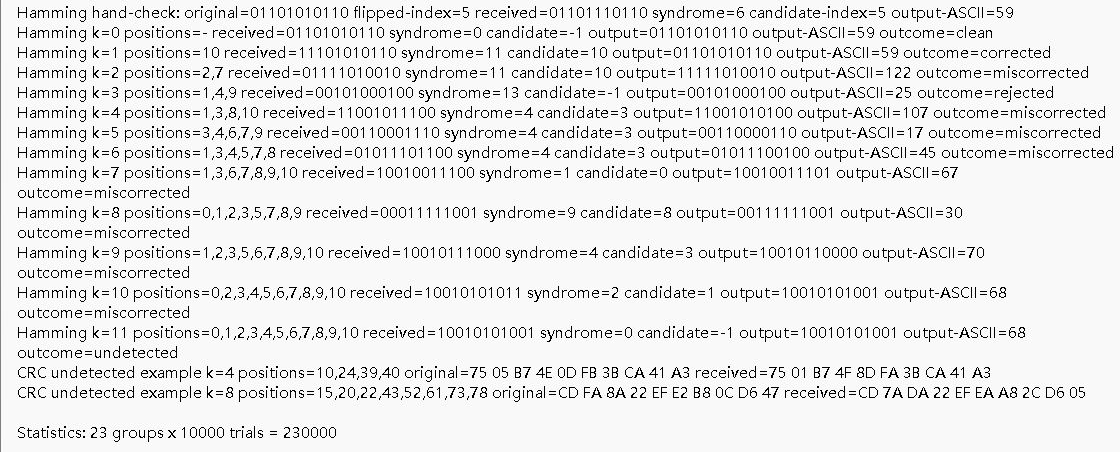 Hamming hand-check: original=01101010110 flipped-index=5 received=01101110110 syndrome=6 candidate-index=5 output-ASCII=59
Hamming k=0 positions=- received=01101010110 syndrome=0 candidate=-1 output=01101010110 output-ASCII=59 outcome=clean
Hamming k=1 positions=10 received=11101010110 syndrome=11 candidate=10 output=01101010110 output-ASCII=59 outcome=corrected
Hamming k=2 positions=2,7 received=01111010010 syndrome=11 candidate=10 output=11111010010 output-ASCII=122 outcome=miscorrected
Hamming k=3 positions=1,4,9 received=00101000100 syndrome=13 candidate=-1 output=00101000100 output-ASCII=25 outcome=rejected
Hamming k=4 positions=1,3,8,10 received=11001011100 syndrome=4 candidate=3 output=11001010100 output-ASCII=107 outcome=miscorrected
Hamming k=5 positions=3,4,6,7,9 received=00110001110 syndrome=4 candidate=3 output=00110000110 output-ASCII=17 outcome=miscorrected
Hamming k=6 positions=1,3,4,5,7,8 received=01011101100 syndrome=4 candidate=3 output=01011100100 output-ASCII=45 outcome=miscorrected
Hamming k=7 positions=1,3,6,7,8,9,10 received=10010011100 syndrome=1 candidate=0 output=10010011101 output-ASCII=67
outcome=miscorrected
Hamming k=8 positions=0,1,2,3,5,7,8,9 received=00011111001 syndrome=9 candidate=8 output=00111111001 output-ASCII=30
outcome=miscorrected
Hamming k=9 positions=1,2,3,5,6,7,8,9,10 received=10010111000 syndrome=4 candidate=3 output=10010110000 output-ASCII=70
outcome=miscorrected
Hamming k=10 positions=0,2,3,4,5,6,7,8,9,10 received=10010101011 syndrome=2 candidate=1 output=10010101001 output-ASCII=68
outcome=miscorrected
Hamming k=11 positions=0,1,2,3,4,5,6,7,8,9,10 received=10010101001 syndrome=0 candidate=-1 output=10010101001 output-ASCII=68
outcome=undetected
CRC undetected example k=4 positions=10,24,39,40 original=75 05 B7 4E 0D FB 3B CA 41 A3 received=75 01 B7 4F 8D FA 3B CA 41 A3
CRC undetected example k=8 positions=15,20,22,43,52,61,73,78 original=CD FA 8A 22 EF E2 B8 0C D6 47 received=CD 7A DA 22 EF EA A8 2C D6 05
Statistics: 23 groups x 10000 trials = 230000